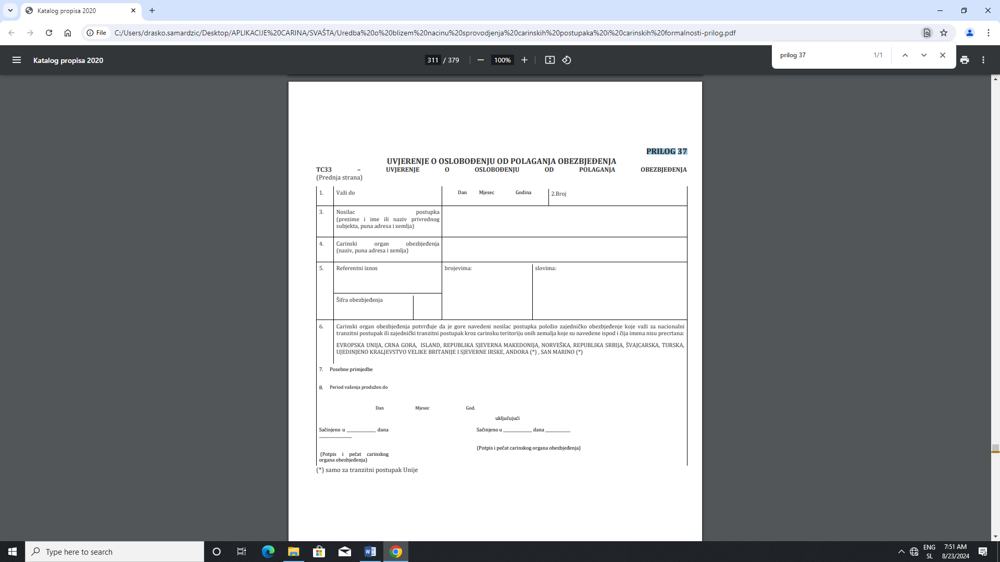 Katalog propisa 2020
File
C:/Users/drasko.samardzic/Desktop/APLIKACIJE%20CARINA/SVAŠTA/Uredba%20o%20blizem%20nacinu%20sprovodjenja%20carinskih%20postupaka%20i%20carinskih%20formalnosti-prilog.pdf
Katalog propisa 2020
311 / 379
100%
prilog 37
1/1
PRILOG 37
UVJERENJE O OSLOBOĐENJU OD POLAGANJA OBEZBJEĐENJA
TC33 – UVJERENJE O OSLOBOĐENJU OD POLAGANJA OBEZBJEĐENJA
(Prednja strana)
1. Važi do Dan Mjesec Godina 2.Broj
3. Nosilac postupka
(prezime i ime ili naziv privrednog
subjekta, puna adresa i zemlja)
4. Carinski organ obezbjeđenja
(naziv, puna adresa i zemlja)
5. Referentni iznos brojevima: slovima:
Šifra obezbjeđenja
6. Carinski organ obezbjeđenja potvrđuje da je gore navedeni nosilac postupka položio zajedničko obezbjeđenje koje važi za nacionalni
tranzitni postupak ili zajednički tranzitni postupak kroz carinsku teritoriju onih zemalja koje su navedene ispod i čija imena nisu precrtana:
EVROPSKA UNIJA, CRNA GORA, ISLAND, REPUBLIKA SJEVERNA MAKEDONIJA, NORVEŠKA, REPUBLIKA SRBIJA, ŠVAJCARSKA, TURSKA,
UJEDINJENO KRALJEVSTVO VELIKE BRITANIJE I SJEVERNE IRSKE, ANDORA (*) , SAN MARINO (*)
7. Posebne primjedbe
8. Period važenja produžen do
Dan Mjesec God.
uključujući
Sačinjeno u ____________ dana
______________
Sačinjeno u ____________ dana ___________
(Potpis i pečat carinskog organa obezbjeđenja)
(Potpis i pečat carinskog
organa obezbjeđenja)
(*) samo za tranzitni postupak Unije
Type here to search
ENG
SL
7:51 AM
8/23/2024